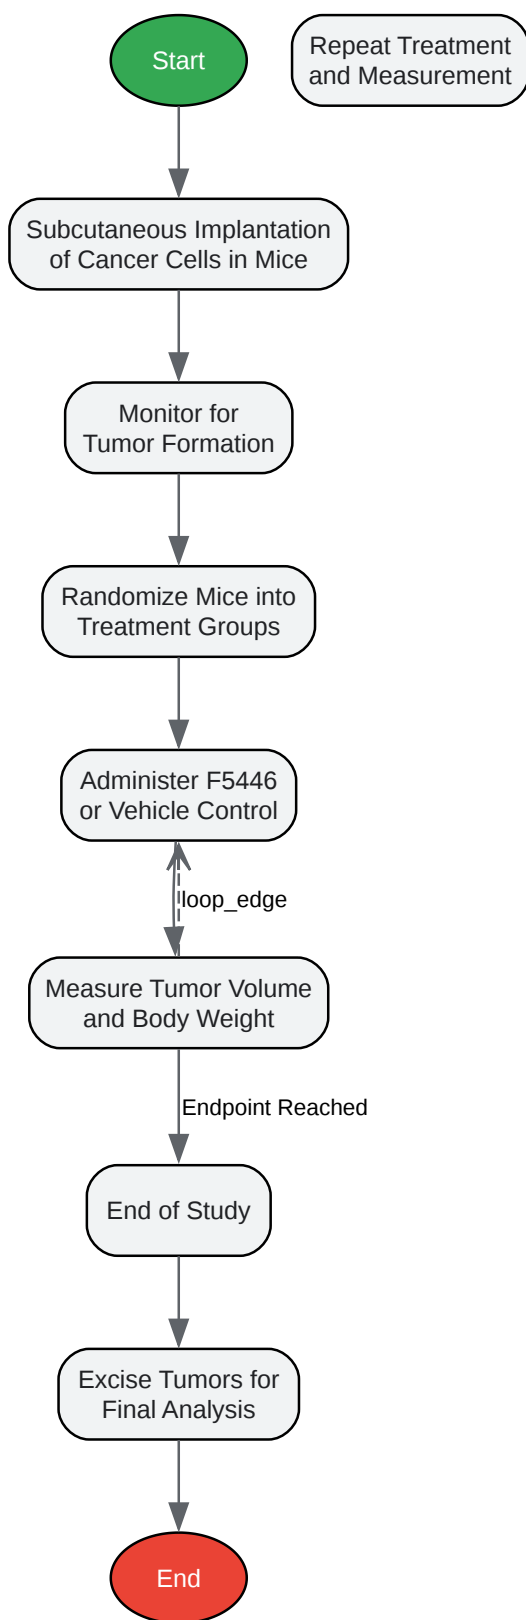 Start
Repeat Treatment
and Measurement
Subcutaneous Implantation
of Cancer Cells in Mice
Monitor for
Tumor Formation
Randomize Mice into
Treatment Groups
Administer F5446
or Vehicle Control
loop_edge
Measure Tumor Volume
and Body Weight
Endpoint Reached
End of Study
Excise Tumors for
Final Analysis
End